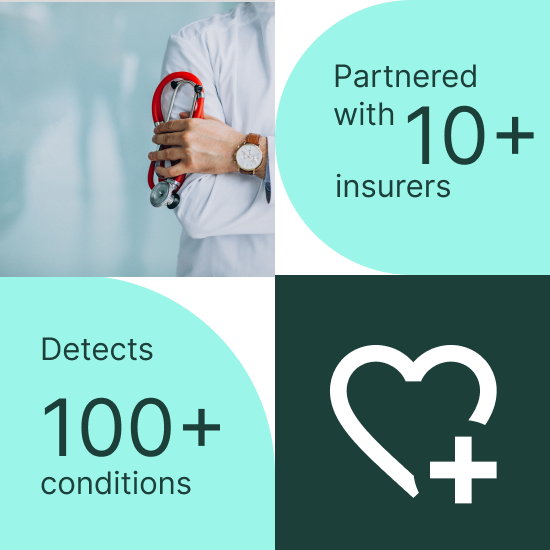 Partnered
with 10+
insurers
Detects
100+
conditions